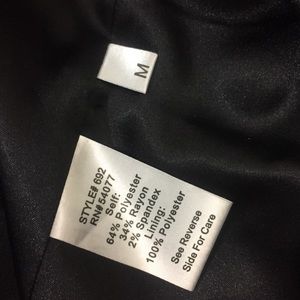 M
STYLE# 692
RN# 54077
Self:
64% Polyester
34% Rayon
2% Spandex
Lining:
100% Polyester
See Reverse
Side For Care